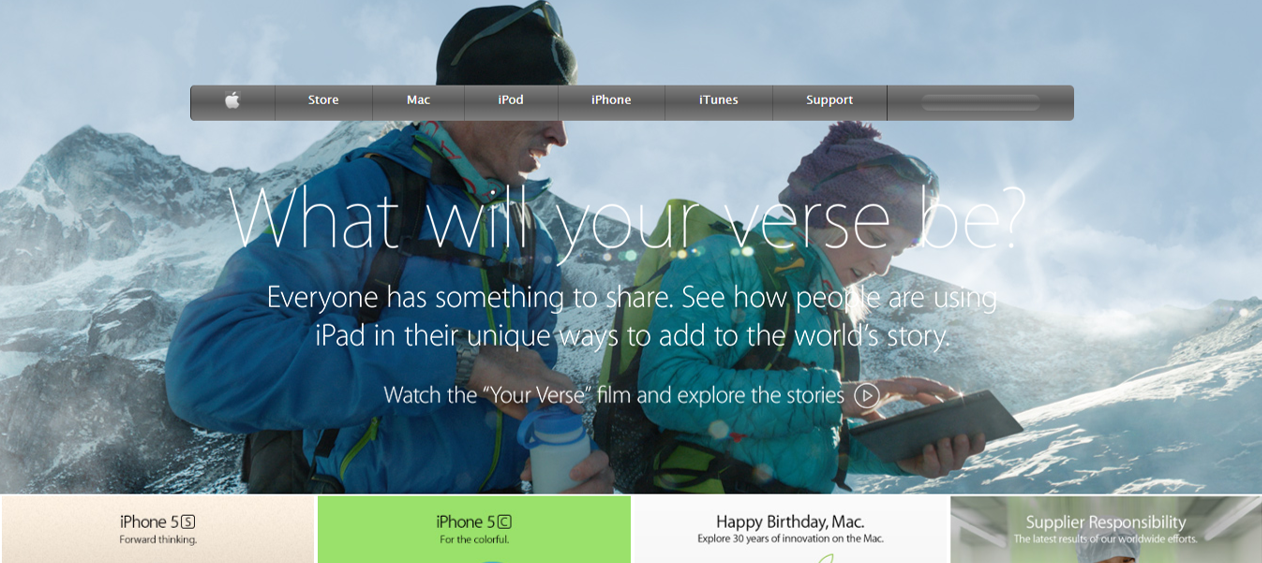 Store Mac iPod iPhone iTunes Support
What will your verse be?
Everyone has something to share. See how people are using
iPad in their unique ways to add to the world’s story.
Watch the “Your Verse” film and explore the stories
iPhone 5S
Forward thinking.
iPhone 5C
For the colorful.
Happy Birthday, Mac.
Explore 30 years of innovation on the Mac.
Supplier Responsibility
The latest results of our worldwide efforts.